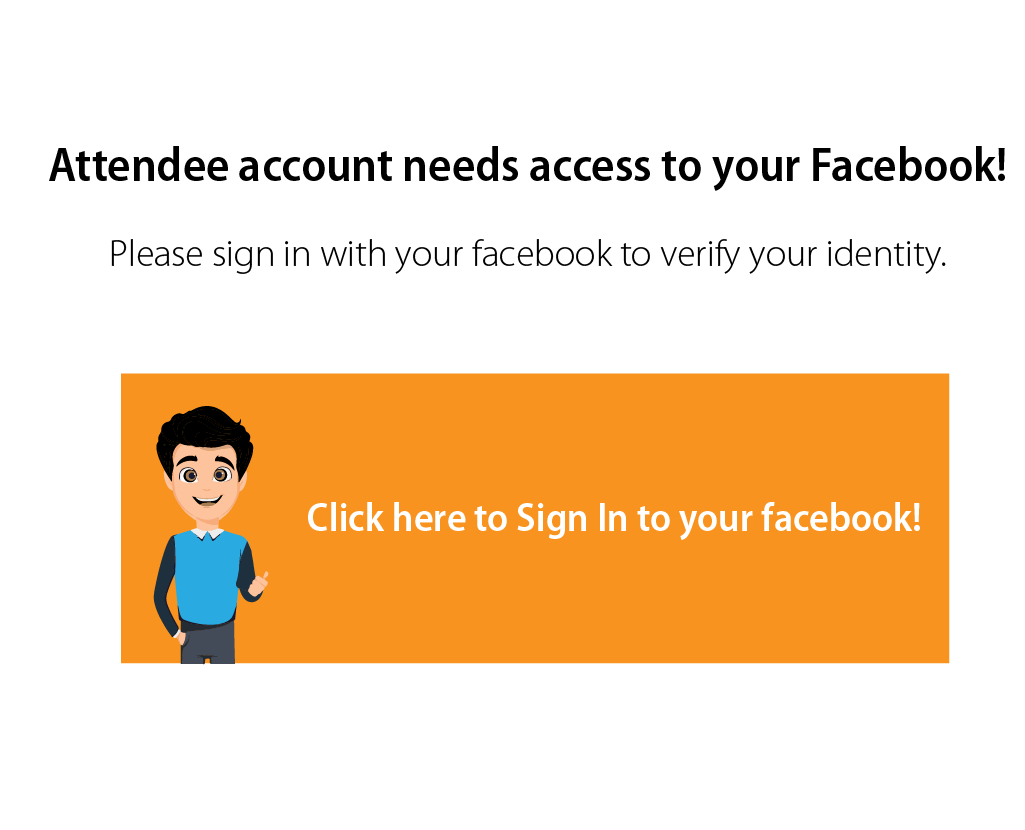 Attendee account needs access to your Facebook!
Please sign in with your facebook to verify your identity.
Click here to Sign In to your facebook!